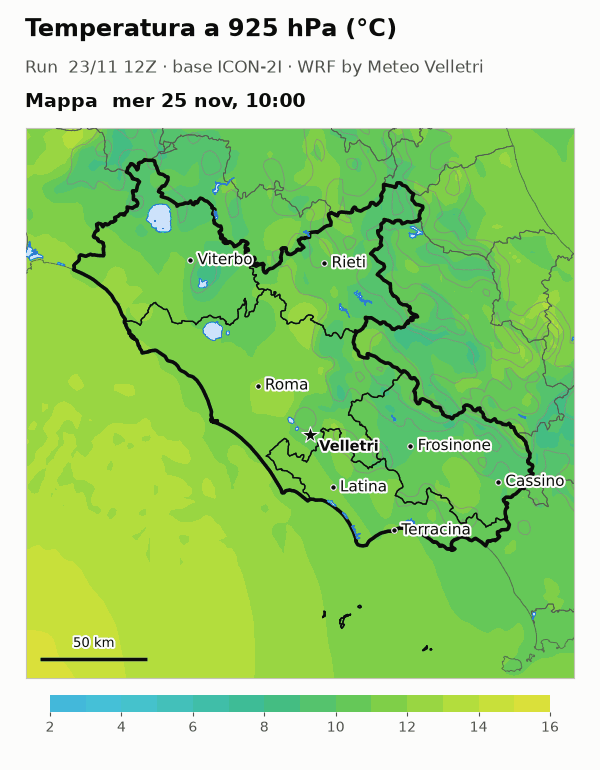 Temperatura a 925 hPa (°C)
Run  23/11 12Z · base ICON-2I · WRF by Meteo Velletri
Mappa  mer 25 nov, 10:00
Viterbo
Rieti
Roma
Velletri
Frosinone
Latina
Cassino
Terracina
50 km
2 4 6 8 10 12 14 16